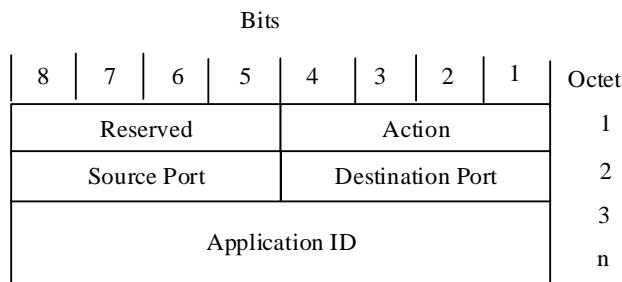 Bits
8 7 6 5 4 3 2 1 Octet
Reserved Action 1
Source Port Destination Port 2
3
Application ID
n